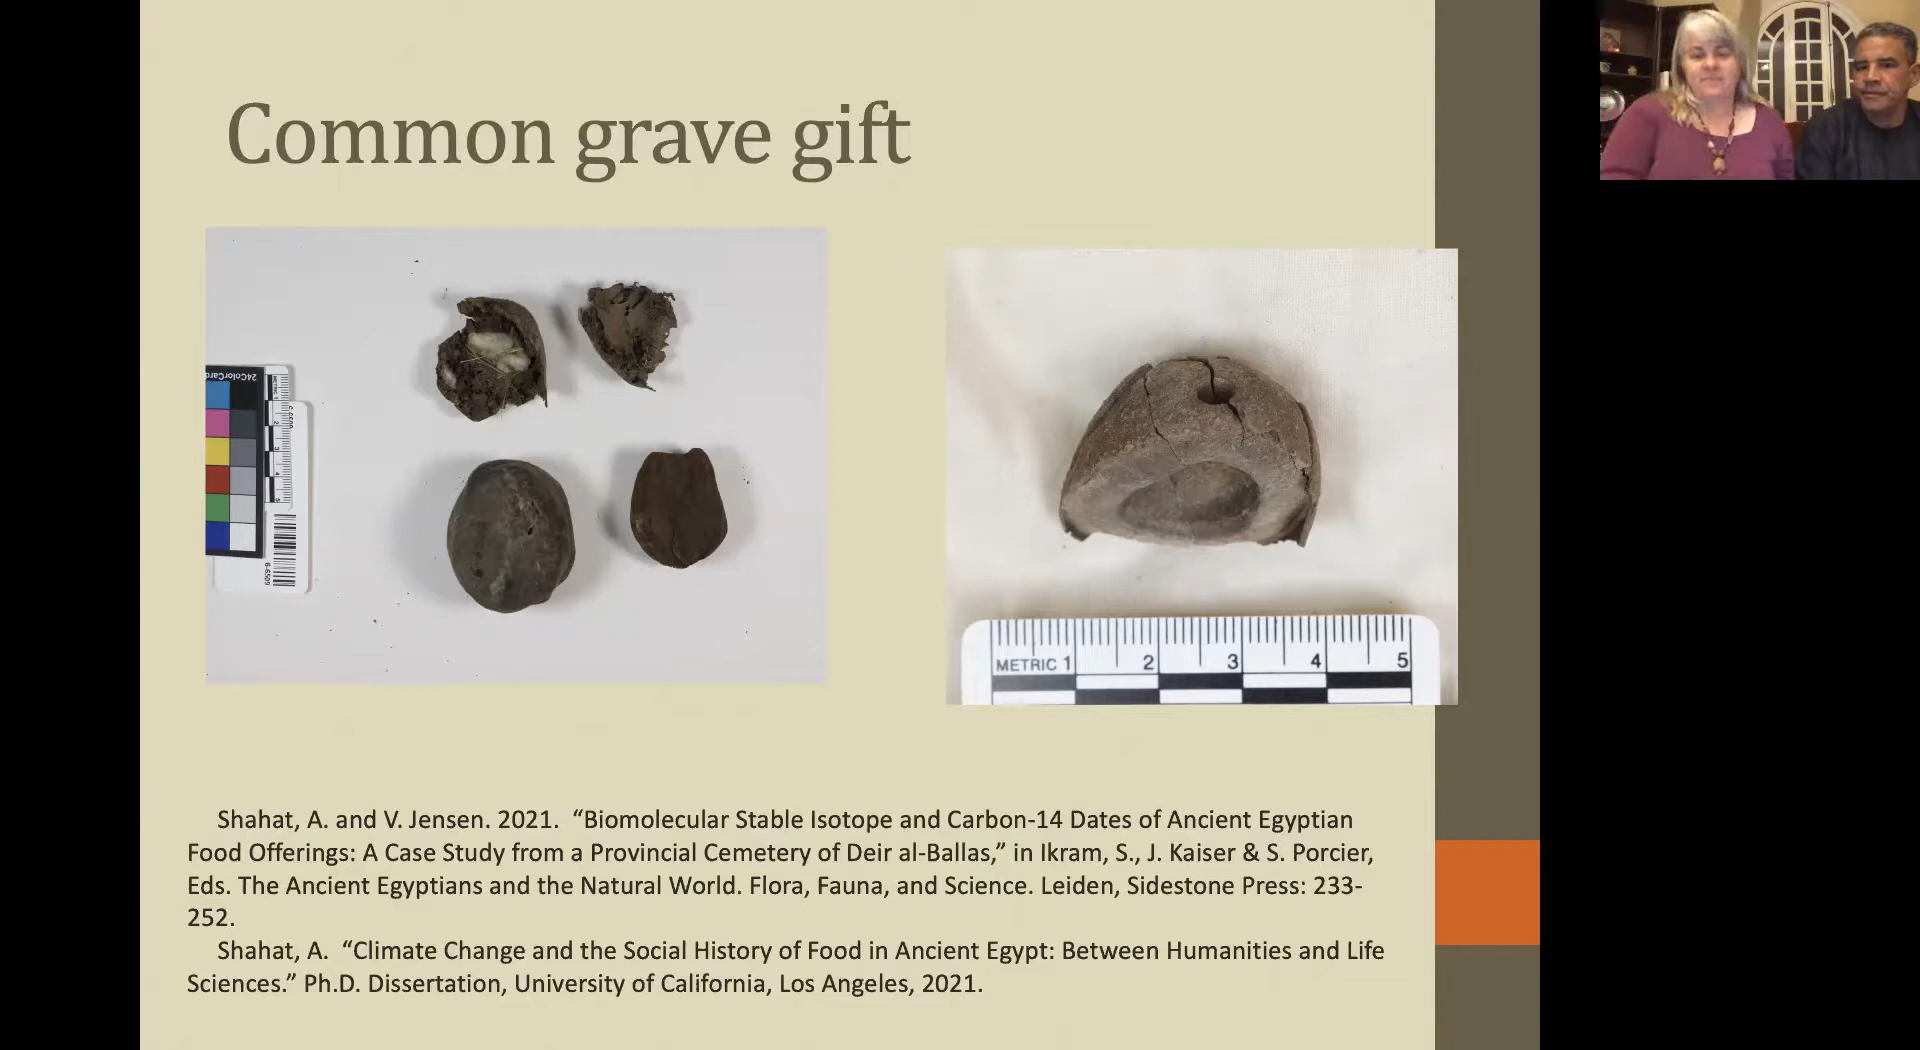 Common grave gift
24ColorCard
6-6509
METRIC 1 2 3 4 5
Shahat, A. and V. Jensen. 2021. “Biomolecular Stable Isotope and Carbon-14 Dates of Ancient Egyptian
Food Offerings: A Case Study from a Provincial Cemetery of Deir al-Ballas,” in Ikram, S., J. Kaiser & S. Porcier,
Eds. The Ancient Egyptians and the Natural World. Flora, Fauna, and Science. Leiden, Sidestone Press: 233-
252.
Shahat, A. “Climate Change and the Social History of Food in Ancient Egypt: Between Humanities and Life
Sciences.” Ph.D. Dissertation, University of California, Los Angeles, 2021.